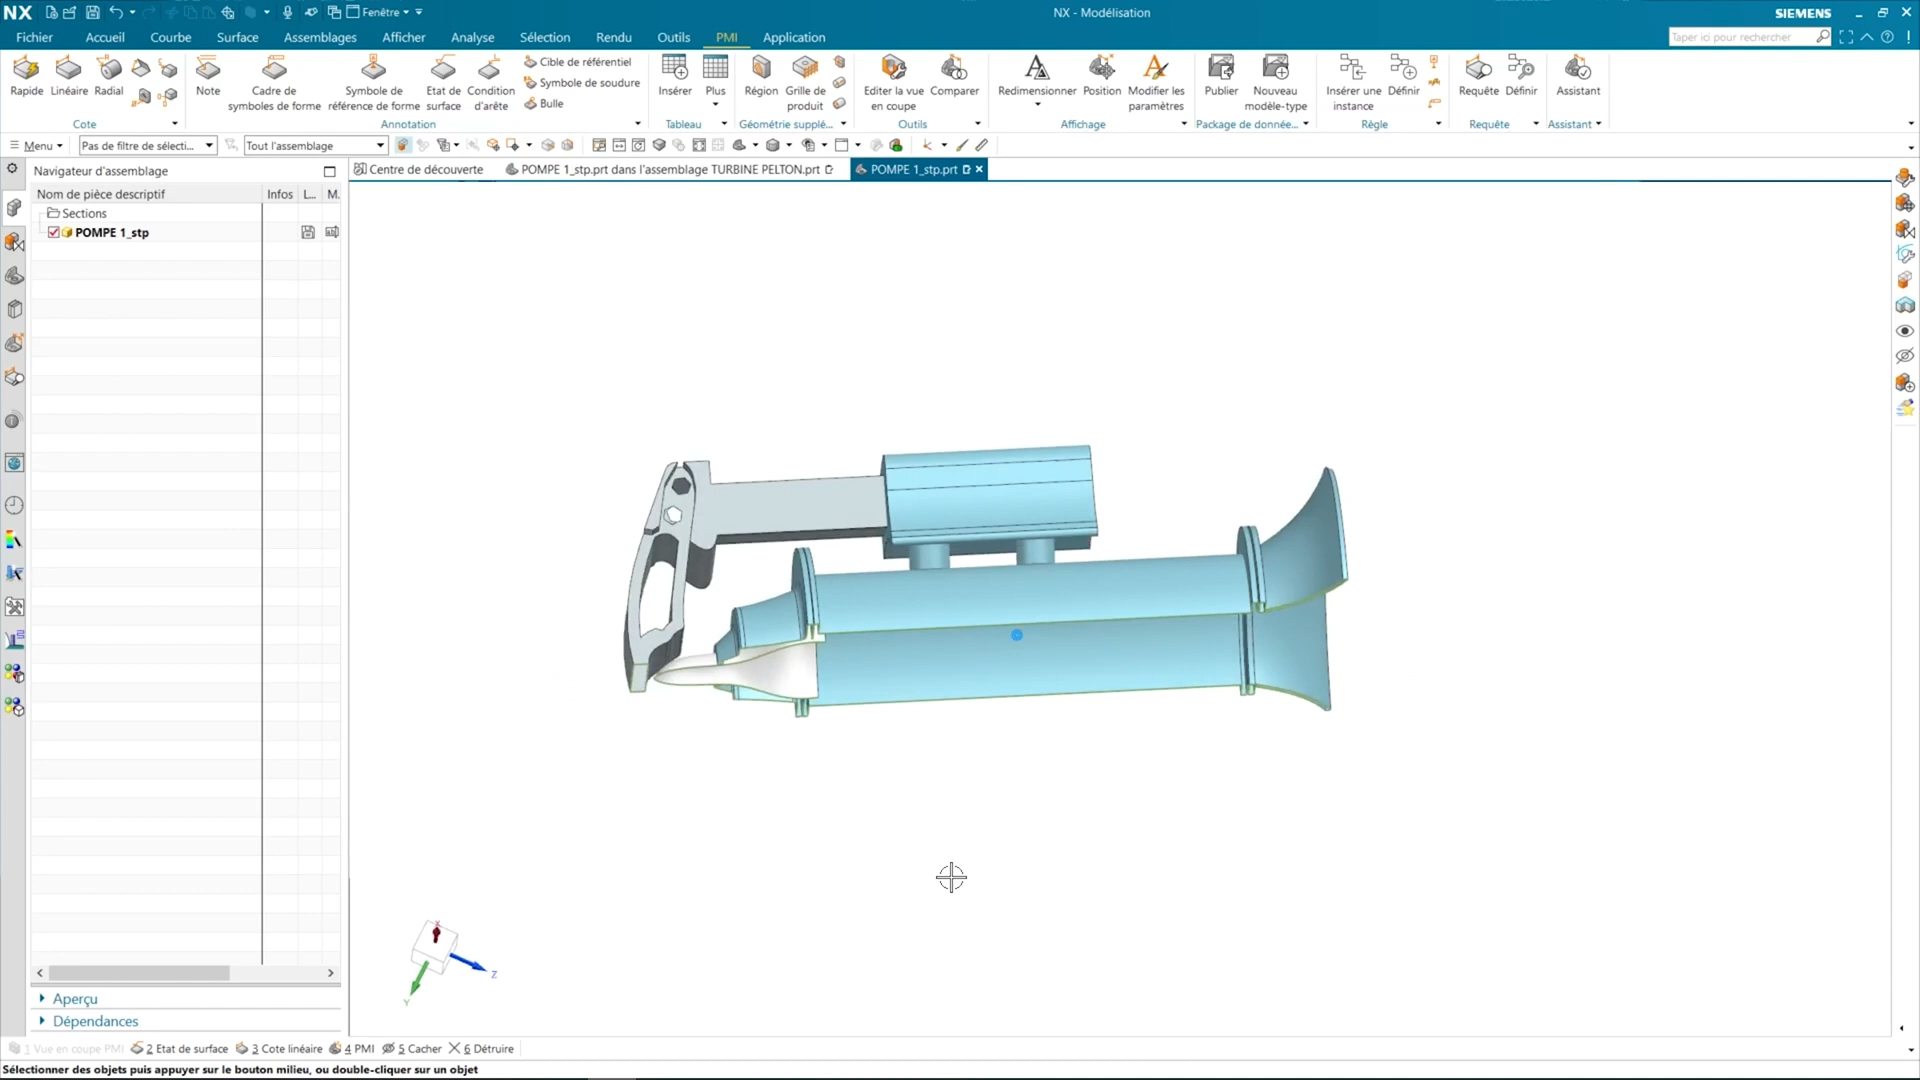 NX
Fenêtre
NX - Modélisation
SIEMENS
Fichier Accueil Courbe Surface Assemblages Afficher Analyse Sélection Rendu Outils PMI Application
Taper ici pour rechercher
Rapide Linéaire Radial
Cote
Note
Cadre de symboles de forme
Symbole de référence de forme
Etat de surface
Condition d'arête
Cible de référentiel
Symbole de soudure
Bulle
Annotation
Insérer Plus
Tableau
Région
Grille de produit
Géométrie supplé...
Editer la vue en coupe
Comparer
Outils
Redimensionner Position
Modifier les paramètres
Affichage
Publier
Nouveau modèle-type
Package de donnée...
Insérer une instance
Définir
Règle
Requête Définir
Requête
Assistant
Assistant
Menu
Pas de filtre de sélecti...
Tout l'assemblage
Navigateur d'assemblage
Centre de découverte
POMPE 1_stp.prt dans l'assemblage TURBINE PELTON.prt
POMPE 1_stp.prt
Nom de pièce descriptif Infos L... M.
Sections
POMPE 1_stp
X
Z
Y
Aperçu
Dépendances
1 Vue en coupe PMI 2 Etat de surface 3 Cote linéaire 4 PMI 5 Cacher 6 Détruire
Sélectionner des objets puis appuyer sur le bouton milieu, ou double-cliquer sur un objet